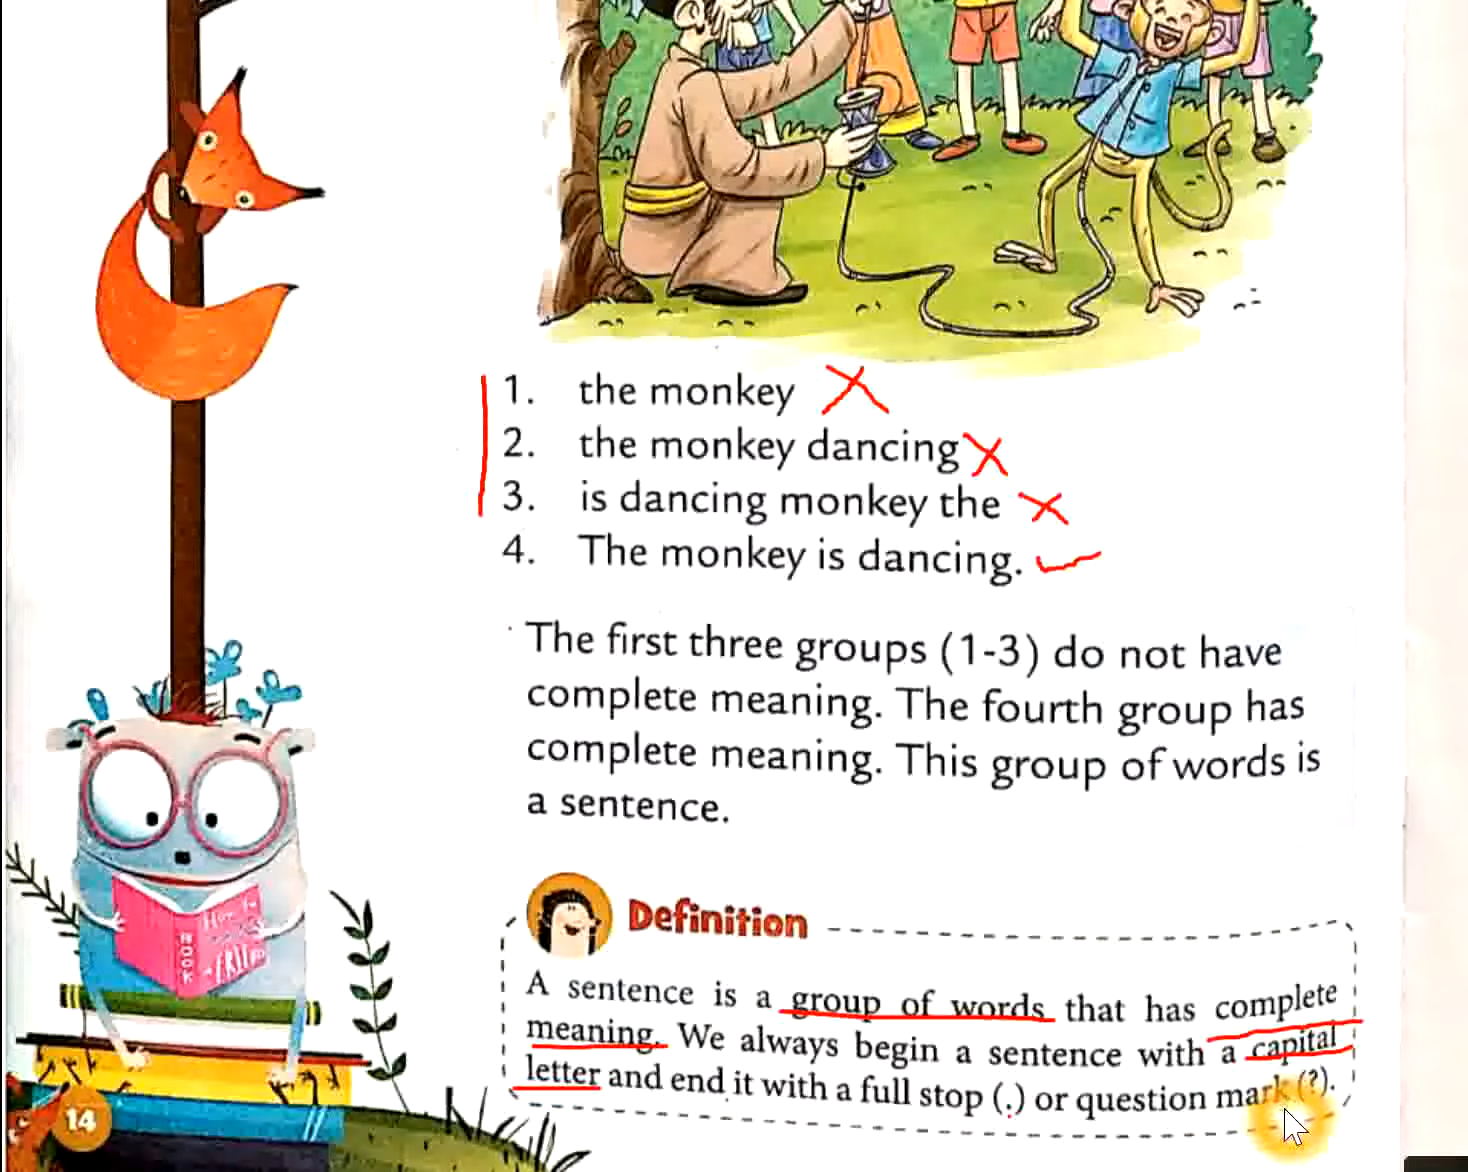 1. the monkey
2. the monkey dancing
3. is dancing monkey the
4. The monkey is dancing.
The first three groups (1-3) do not have
complete meaning. The fourth group has
complete meaning. This group of words is
a sentence.
Definition
A sentence is a group of words that has complete
meaning. We always begin a sentence with a capital
letter and end it with a full stop (.) or question mark (?).
How to
BOOK
14